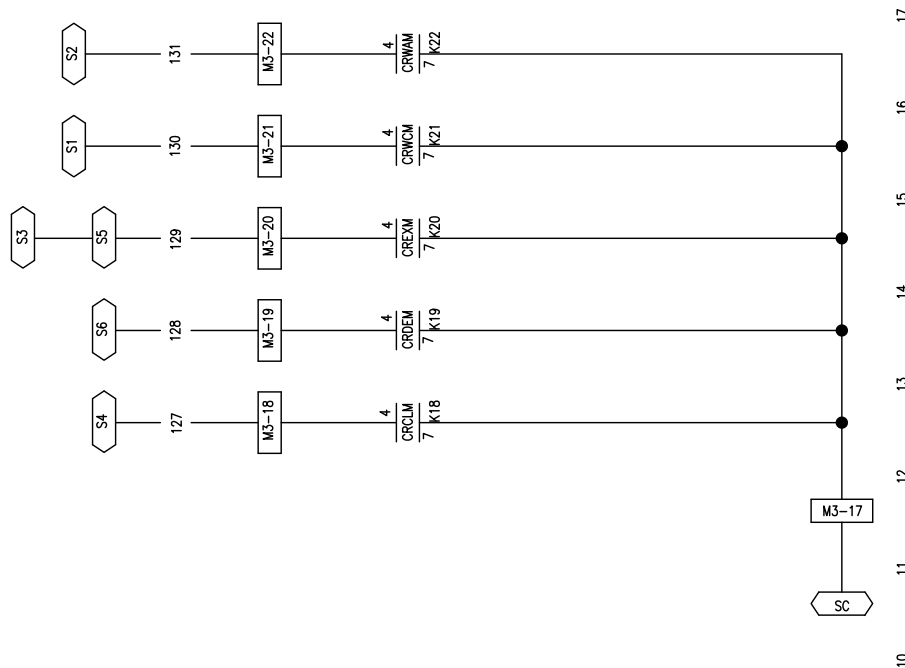 S2
131
M3-22
4
CRWAM
7
K22
17
S1
130
M3-21
4
CRWCM
7
K21
16
S3
S5
129
M3-20
4
CREXM
7
K20
15
S6
128
M3-19
4
CRDEM
7
K19
14
S4
127
M3-18
4
CRCLM
7
K18
13
12
M3-17
11
SC
10